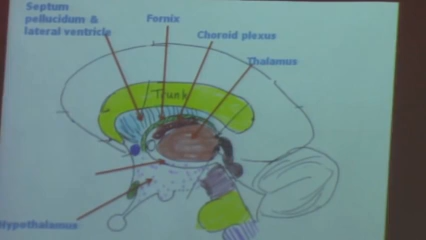 Septum
pellucidum &
lateral ventricle
Fornix
Choroid plexus
Thalamus
Trunk
Hypothalamus